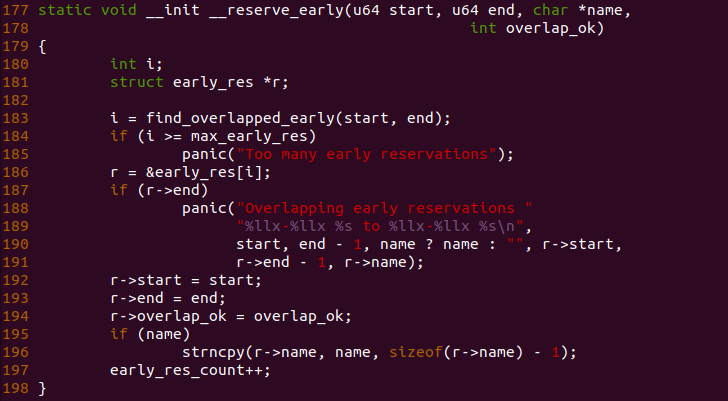 177 static void __init __reserve_early(u64 start, u64 end, char *name,
178                                                 int overlap_ok)
179 {
180         int i;
181         struct early_res *r;
182
183         i = find_overlapped_early(start, end);
184         if (i >= max_early_res)
185                 panic("Too many early reservations");
186         r = &early_res[i];
187         if (r->end)
188                 panic("Overlapping early reservations "
189                       "%llx-%llx %s to %llx-%llx %s\n",
190                       start, end - 1, name ? name : "", r->start,
191                       r->end - 1, r->name);
192         r->start = start;
193         r->end = end;
194         r->overlap_ok = overlap_ok;
195         if (name)
196                 strncpy(r->name, name, sizeof(r->name) - 1);
197         early_res_count++;
198 }